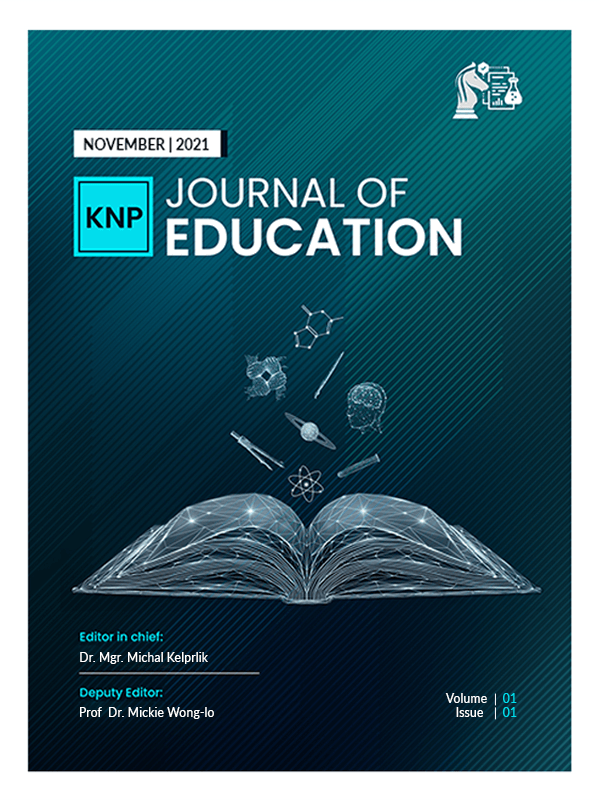 NOVEMBER | 2021
KNP
JOURNAL OF
EDUCATION
Editor in chief:
Dr. Mgr. Michal Kelprlik
Deputy Editor:
Prof Dr. Mickie Wong-lo
Volume | 01
Issue | 01